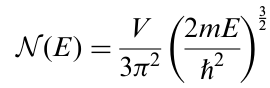 𝒩(E) = V/3π² (2mE/ħ²)^{3/2}